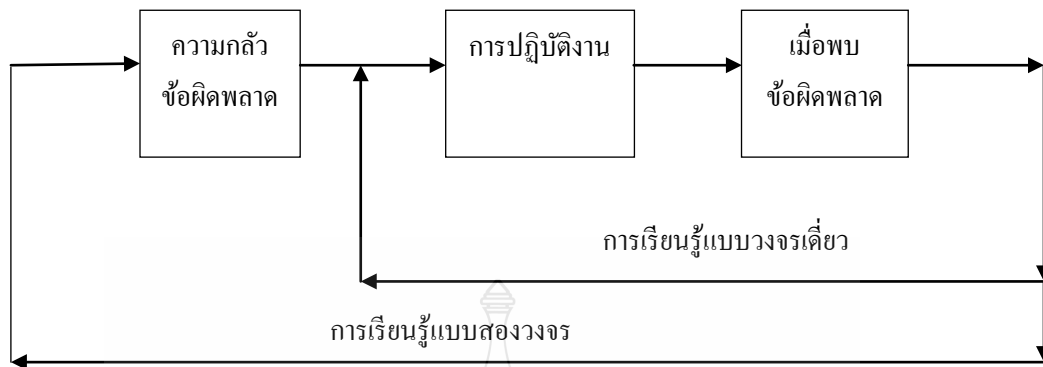 ความกลัว
ข้อผิดพลาด
การปฏิบัติงาน
เมื่อพบ
ข้อผิดพลาด
การเรียนรู้แบบวงจรเดี่ยว
การเรียนรู้แบบสองวงจร